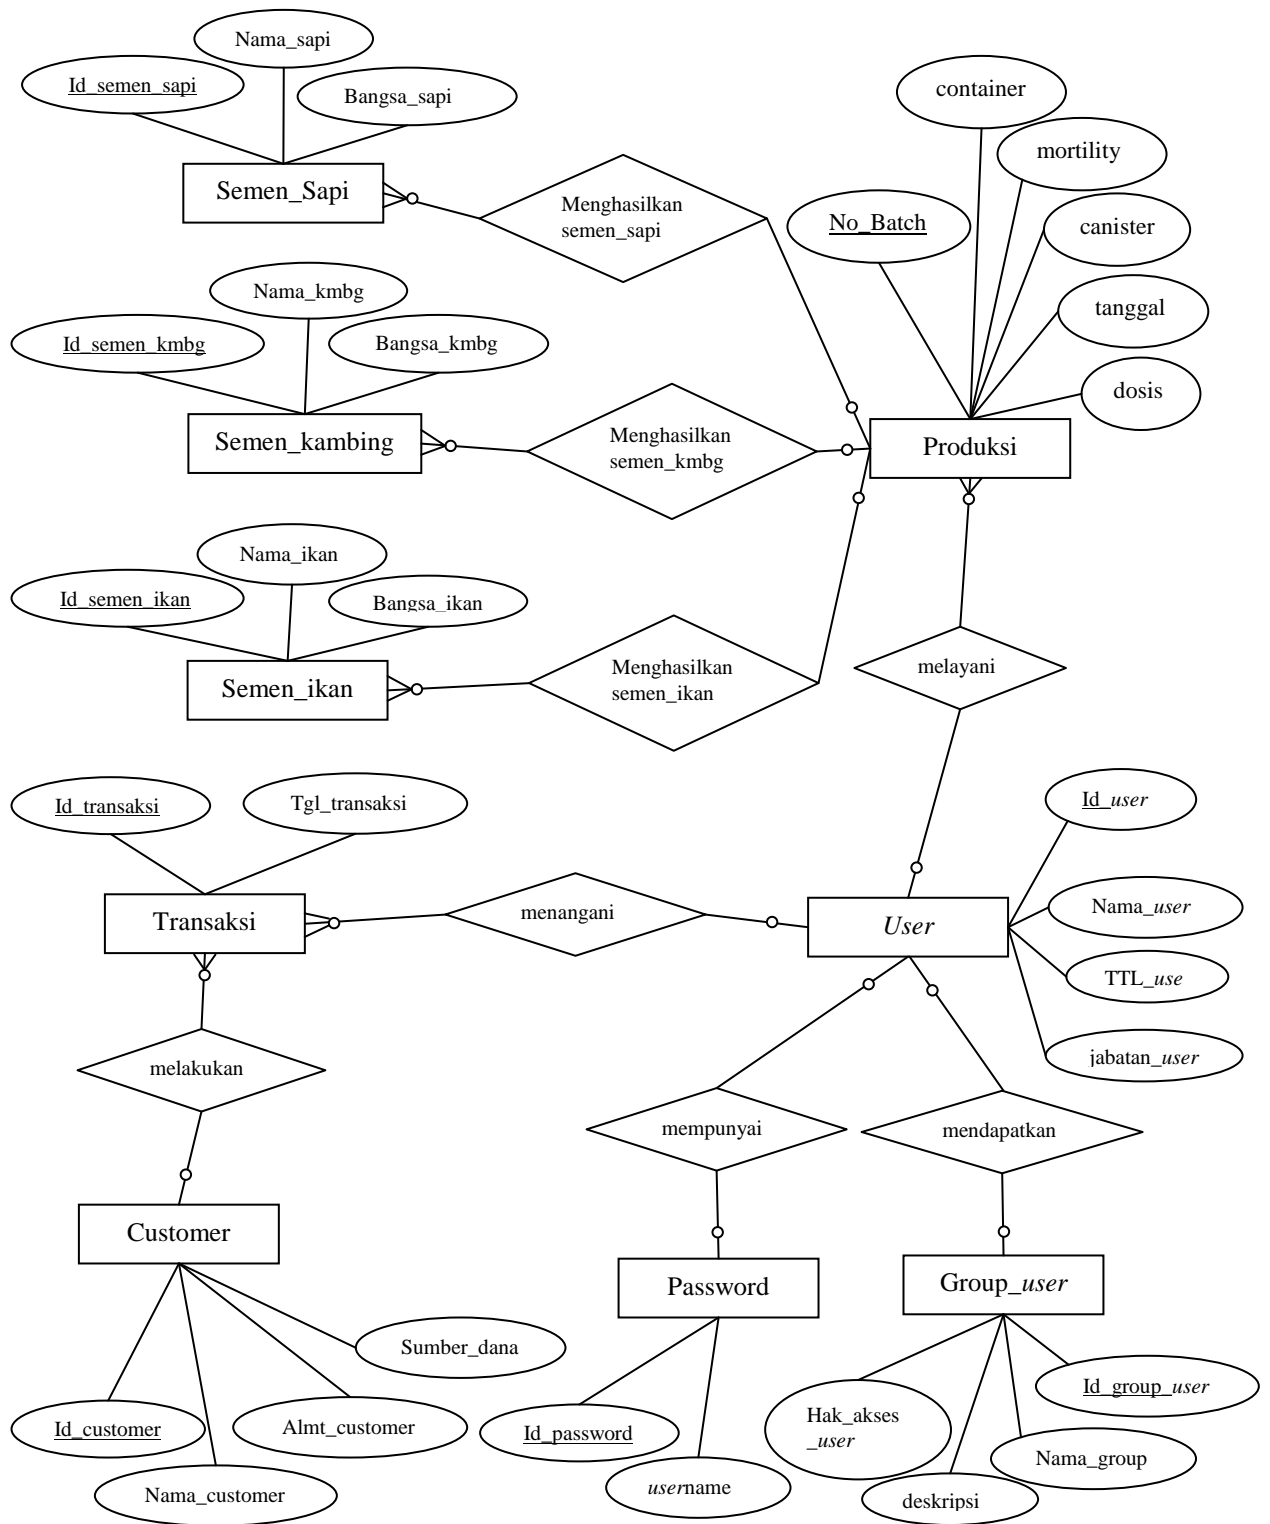 Nama_sapi
Id_semen_sapi
Bangsa_sapi
Semen_Sapi
Menghasilkan
semen_sapi
container
mortility
No_Batch
canister
tanggal
dosis
Produksi
Nama_kmbg
Id_semen_kmbg
Bangsa_kmbg
Semen_kambing
Menghasilkan
semen_kmbg
Nama_ikan
Id_semen_ikan
Bangsa_ikan
Semen_ikan
Menghasilkan
semen_ikan
melayani
Id_transaksi
Tgl_transaksi
Transaksi
menangani
User
Id_user
Nama_user
TTL_use
jabatan_user
melakukan
mempunyai
mendapatkan
Customer
Password
Group_user
Sumber_dana
Id_customer
Almt_customer
Nama_customer
Id_password
username
Hak_akses
_user
Id_group_user
Nama_group
deskripsi